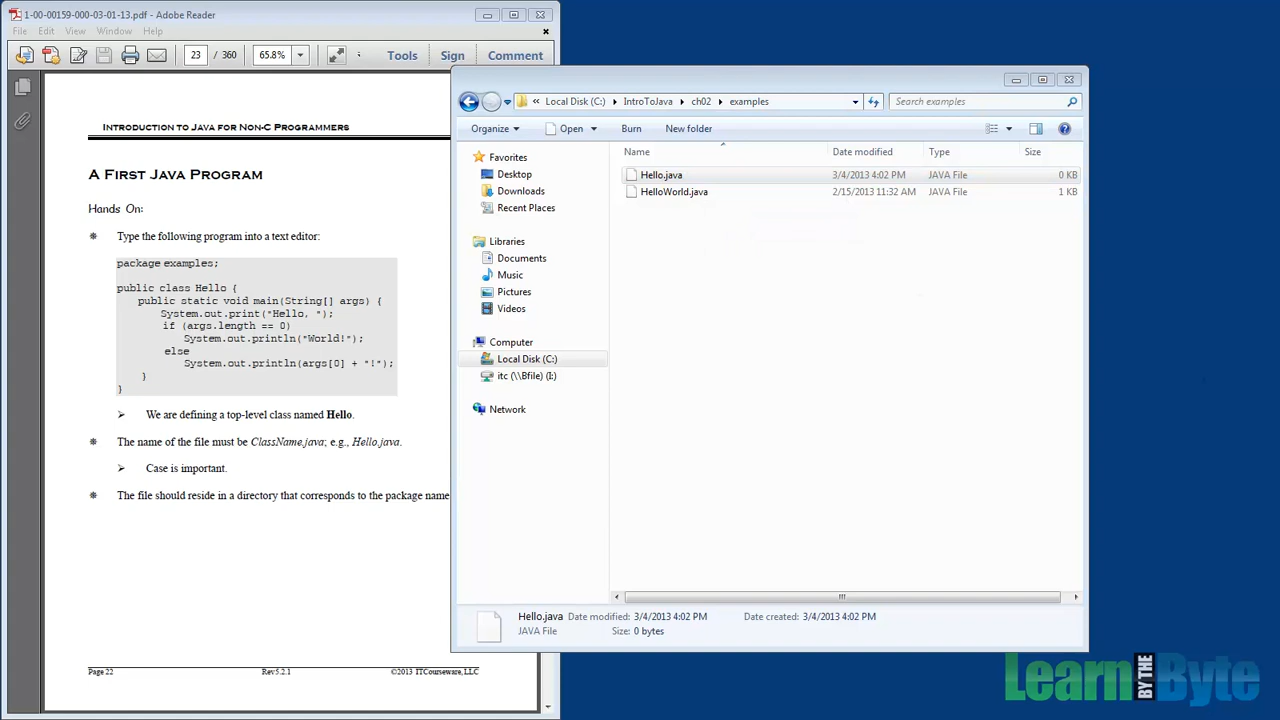 1-00-00159-000-03-01-13.pdf - Adobe Reader
File Edit View Window Help
23 / 360 65.8% Tools Sign Comment
INTRODUCTION TO JAVA FOR NON-C PROGRAMMERS
A FIRST JAVA PROGRAM
Hands On:
Type the following program into a text editor:
package examples;
public class Hello {
public static void main(String[] args) {
System.out.print("Hello, ");
if (args.length == 0)
System.out.println("World!");
else
System.out.println(args[0] + "!");
}
}
➢ We are defining a top-level class named Hello.
The name of the file must be ClassName.java; e.g., Hello.java.
➢ Case is important.
The file should reside in a directory that corresponds to the package name
Page 22 Rev 5.2.1 ©2013 ITCourseware, LLC
« Local Disk (C:) IntroToJava ch02 examples Search examples
Organize Open Burn New folder
Name Date modified Type Size
Favorites
Desktop
Downloads
Recent Places
Libraries
Documents
Music
Pictures
Videos
Computer
Local Disk (C:)
itc (\\Bfile) (I:)
Network
Hello.java 3/4/2013 4:02 PM JAVA File 0 KB
HelloWorld.java 2/15/2013 11:32 AM JAVA File 1 KB
Hello.java Date modified: 3/4/2013 4:02 PM Date created: 3/4/2013 4:02 PM
JAVA File Size: 0 bytes
Learn BY THE Byte